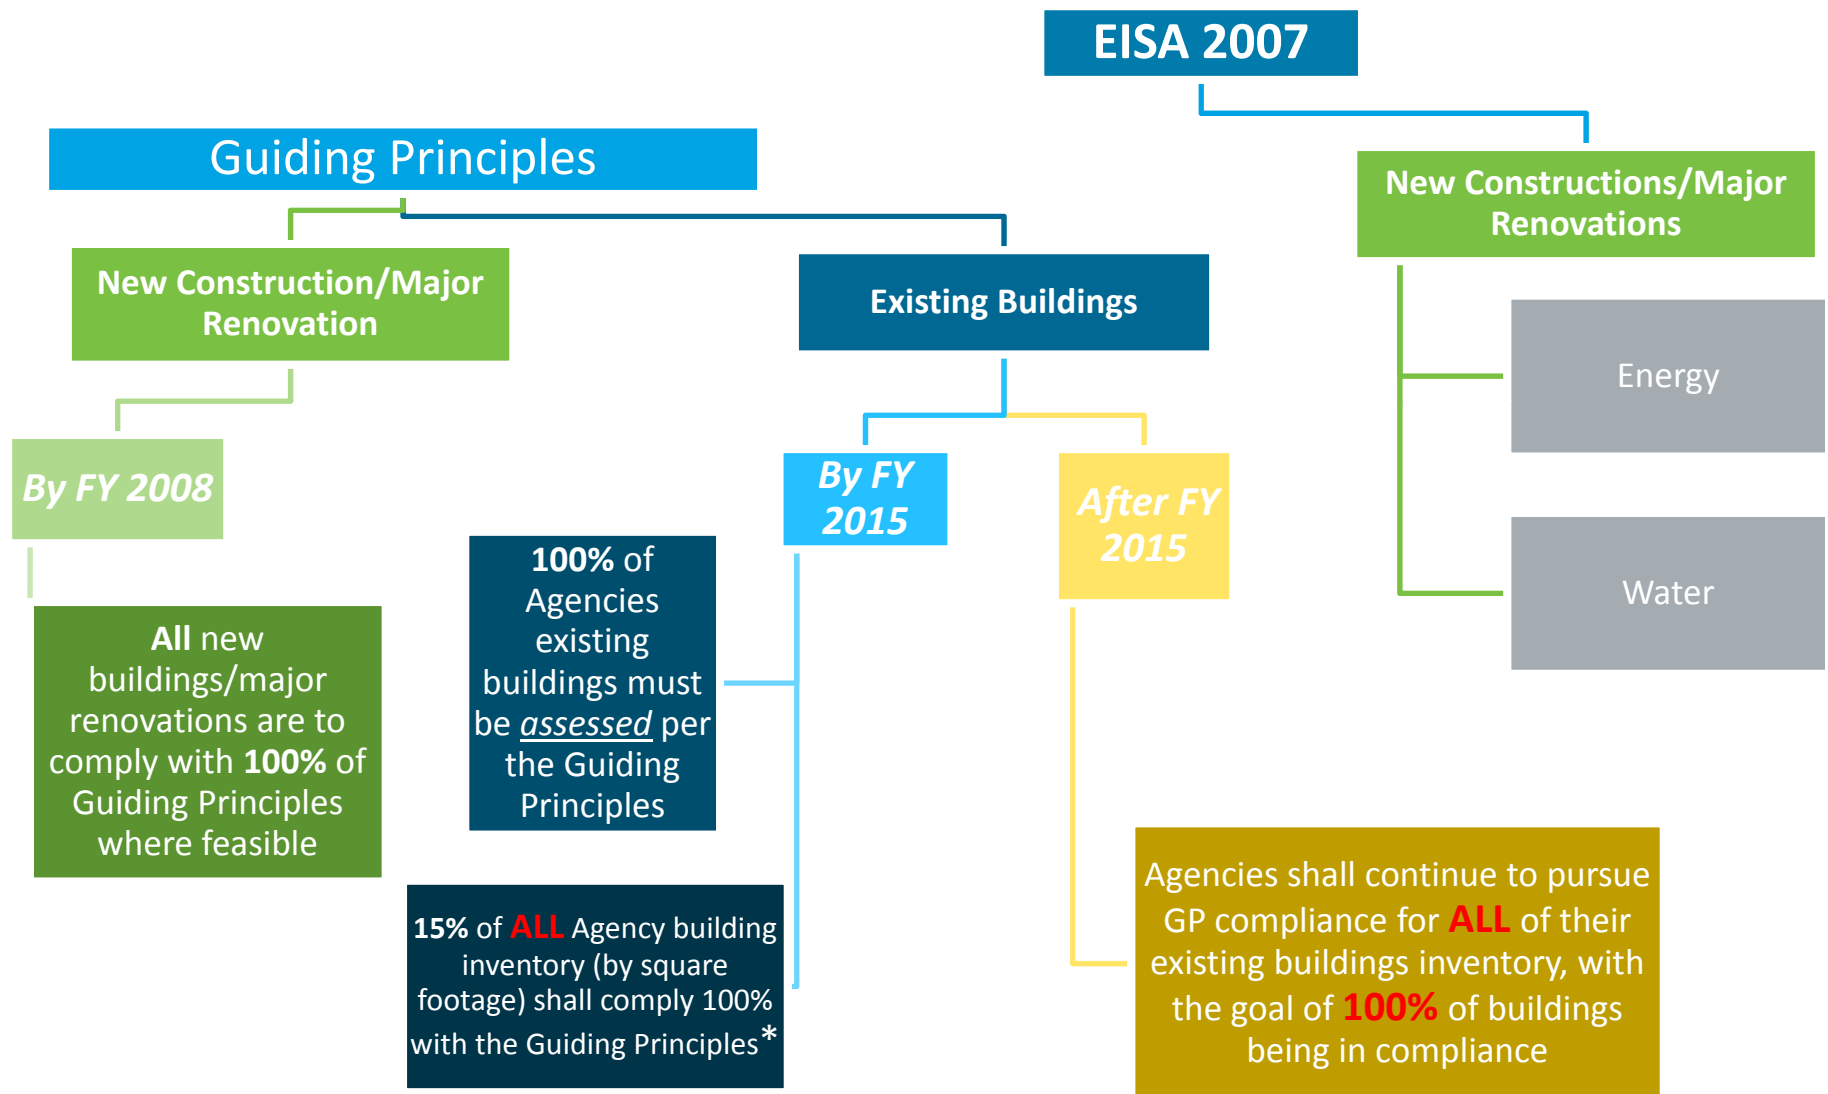 EISA 2007
Guiding Principles
New Constructions/Major
Renovations
New Construction/Major
Renovation
Existing Buildings
Energy
Water
By FY 2008
By FY
2015
After FY
2015
All new
buildings/major
renovations are to
comply with 100% of
Guiding Principles
where feasible
100% of
Agencies
existing
buildings must
be assessed per
the Guiding
Principles
15% of ALL Agency building
inventory (by square
footage) shall comply 100%
with the Guiding Principles*
Agencies shall continue to pursue
GP compliance for ALL of their
existing buildings inventory, with
the goal of 100% of buildings
being in compliance